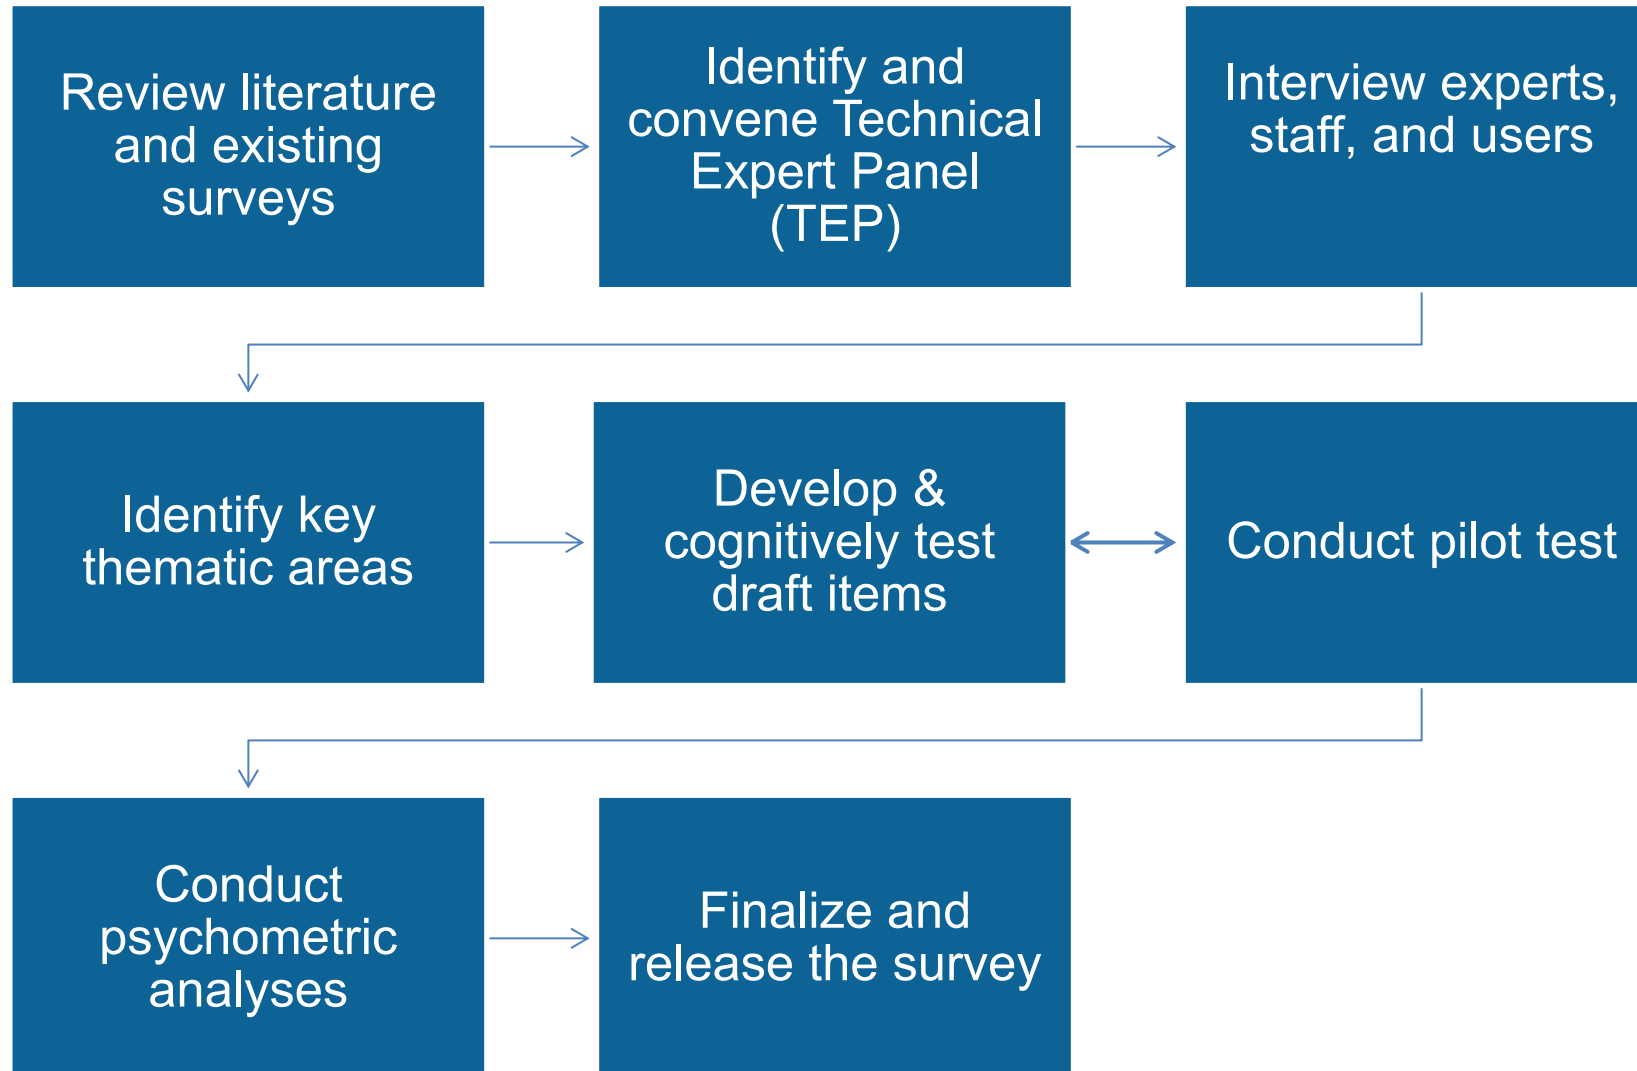 Review literature
and existing
surveys
Identify and
convene Technical
Expert Panel
(TEP)
Interview experts,
staff, and users
Identify key
thematic areas
Develop &
cognitively test
draft items
Conduct pilot test
Conduct
psychometric
analyses
Finalize and
release the survey